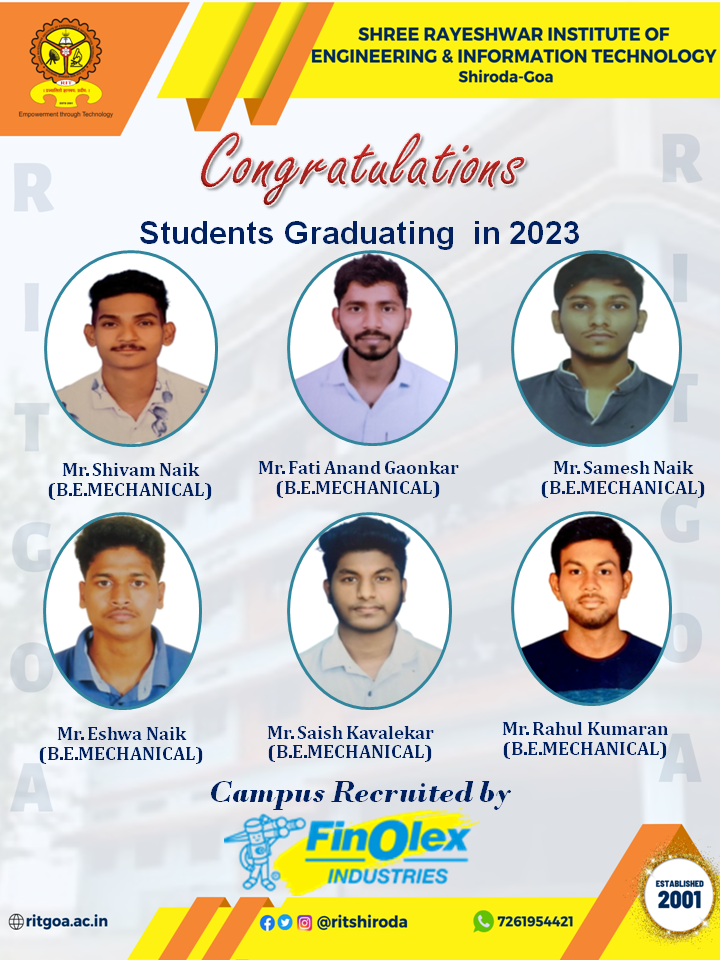 SHREE RAYESHWAR INSTITUTE OF
ENGINEERING & INFORMATION TECHNOLOGY
Shiroda-Goa
RIT
Empowerment through Technology
Congratulations
Students Graduating in 2023
R I T G O A
R I T G O A
Mr. Shivam Naik
(B.E.MECHANICAL)
Mr. Fati Anand Gaonkar
(B.E.MECHANICAL)
Mr. Samesh Naik
(B.E.MECHANICAL)
Mr. Eshwa Naik
(B.E.MECHANICAL)
Mr. Saish Kavalekar
(B.E.MECHANICAL)
Mr. Rahul Kumaran
(B.E.MECHANICAL)
Campus Recruited by
FinOlex
INDUSTRIES
ESTABLISHED
2001
ritgoa.ac.in
@ritshiroda
7261954421